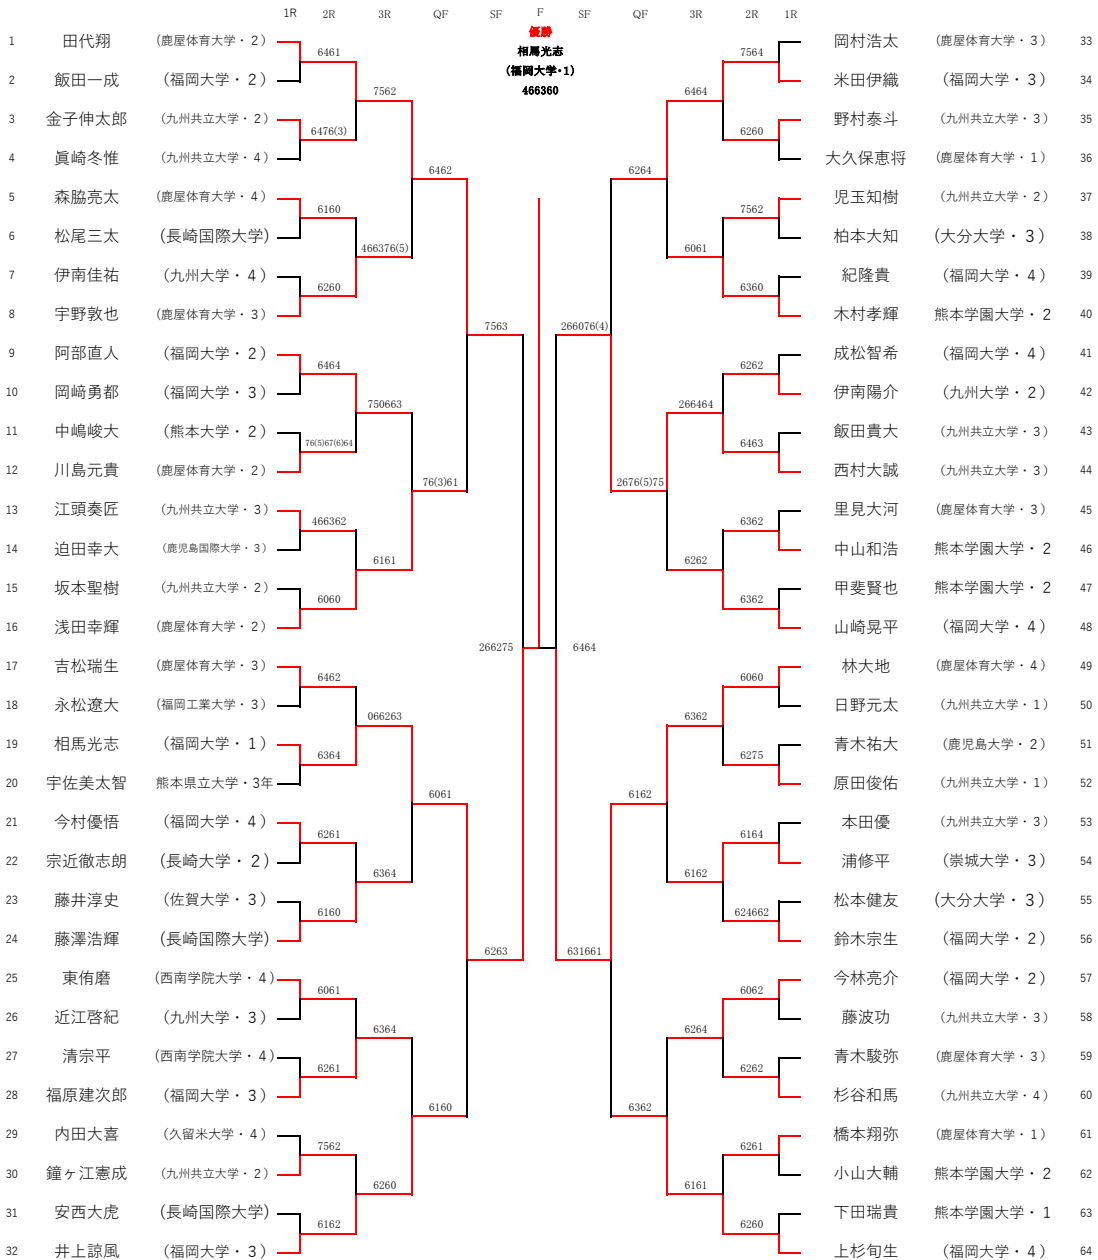 1R 2R 3R QF SF F SF QF 3R 2R 1R
優勝
相馬光志
(福岡大学・1)
466360
1 田代翔 (鹿屋体育大学・2)
2 飯田一成 (福岡大学・2)
3 金子伸太郎 (九州共立大学・2)
4 眞崎冬惟 (九州共立大学・4)
5 森脇亮太 (鹿屋体育大学・4)
6 松尾三太 (長崎国際大学)
7 伊南佳祐 (九州大学・4)
8 宇野敦也 (鹿屋体育大学・3)
9 阿部直人 (福岡大学・2)
10 岡﨑勇都 (福岡大学・3)
11 中嶋峻大 (熊本大学・2)
12 川島元貴 (鹿屋体育大学・2)
13 江頭奏匠 (九州共立大学・3)
14 迫田幸大 (鹿児島国際大学・3)
15 坂本聖樹 (九州共立大学・2)
16 浅田幸輝 (鹿屋体育大学・2)
17 吉松瑞生 (鹿屋体育大学・3)
18 永松遼大 (福岡工業大学・3)
19 相馬光志 (福岡大学・1)
20 宇佐美太智 熊本県立大学・3年
21 今村優悟 (福岡大学・4)
22 宗近徹志朗 (長崎大学・2)
23 藤井淳史 (佐賀大学・3)
24 藤澤浩輝 (長崎国際大学)
25 東侑磨 (西南学院大学・4)
26 近江啓紀 (九州大学・3)
27 清宗平 (西南学院大学・4)
28 福原建次郎 (福岡大学・3)
29 内田大喜 (久留米大学・4)
30 鐘ヶ江憲成 (九州共立大学・2)
31 安西大虎 (長崎国際大学)
32 井上諒風 (福岡大学・3)
6461
6476(3)
6160
6260
6464
76(5)67(6)64
466362
6060
6462
6364
6261
6160
6061
6261
7562
6162
7562
466376(5)
750663
6161
066263
6364
6364
6260
6462
76(3)61
6061
6160
7563
6263
266275
6464
266076(4)
631661
6264
2676(5)75
6162
6362
6464
6061
266464
6262
6362
6162
6264
6161
7564
6260
7562
6360
6262
6463
6362
6362
6060
6275
6164
624662
6062
6262
6261
6260
岡村浩太 (鹿屋体育大学・3) 33
米田伊織 (福岡大学・3) 34
野村泰斗 (九州共立大学・3) 35
大久保恵将 (鹿屋体育大学・1) 36
児玉知樹 (九州共立大学・2) 37
柏本大知 (大分大学・3) 38
紀隆貴 (福岡大学・4) 39
木村孝輝 熊本学園大学・2 40
成松智希 (福岡大学・4) 41
伊南陽介 (九州大学・2) 42
飯田貴大 (九州共立大学・3) 43
西村大誠 (九州共立大学・3) 44
里見大河 (鹿屋体育大学・3) 45
中山和浩 熊本学園大学・2 46
甲斐賢也 熊本学園大学・2 47
山崎晃平 (福岡大学・4) 48
林大地 (鹿屋体育大学・4) 49
日野元太 (九州共立大学・1) 50
青木祐大 (鹿児島大学・2) 51
原田俊佑 (九州共立大学・1) 52
本田優 (九州共立大学・3) 53
浦修平 (崇城大学・3) 54
松本健友 (大分大学・3) 55
鈴木宗生 (福岡大学・2) 56
今林亮介 (福岡大学・2) 57
藤波功 (九州共立大学・3) 58
青木駿弥 (鹿屋体育大学・3) 59
杉谷和馬 (九州共立大学・4) 60
橋本翔弥 (鹿屋体育大学・1) 61
小山大輔 熊本学園大学・2 62
下田瑞貴 熊本学園大学・1 63
上杉旬生 (福岡大学・4) 64